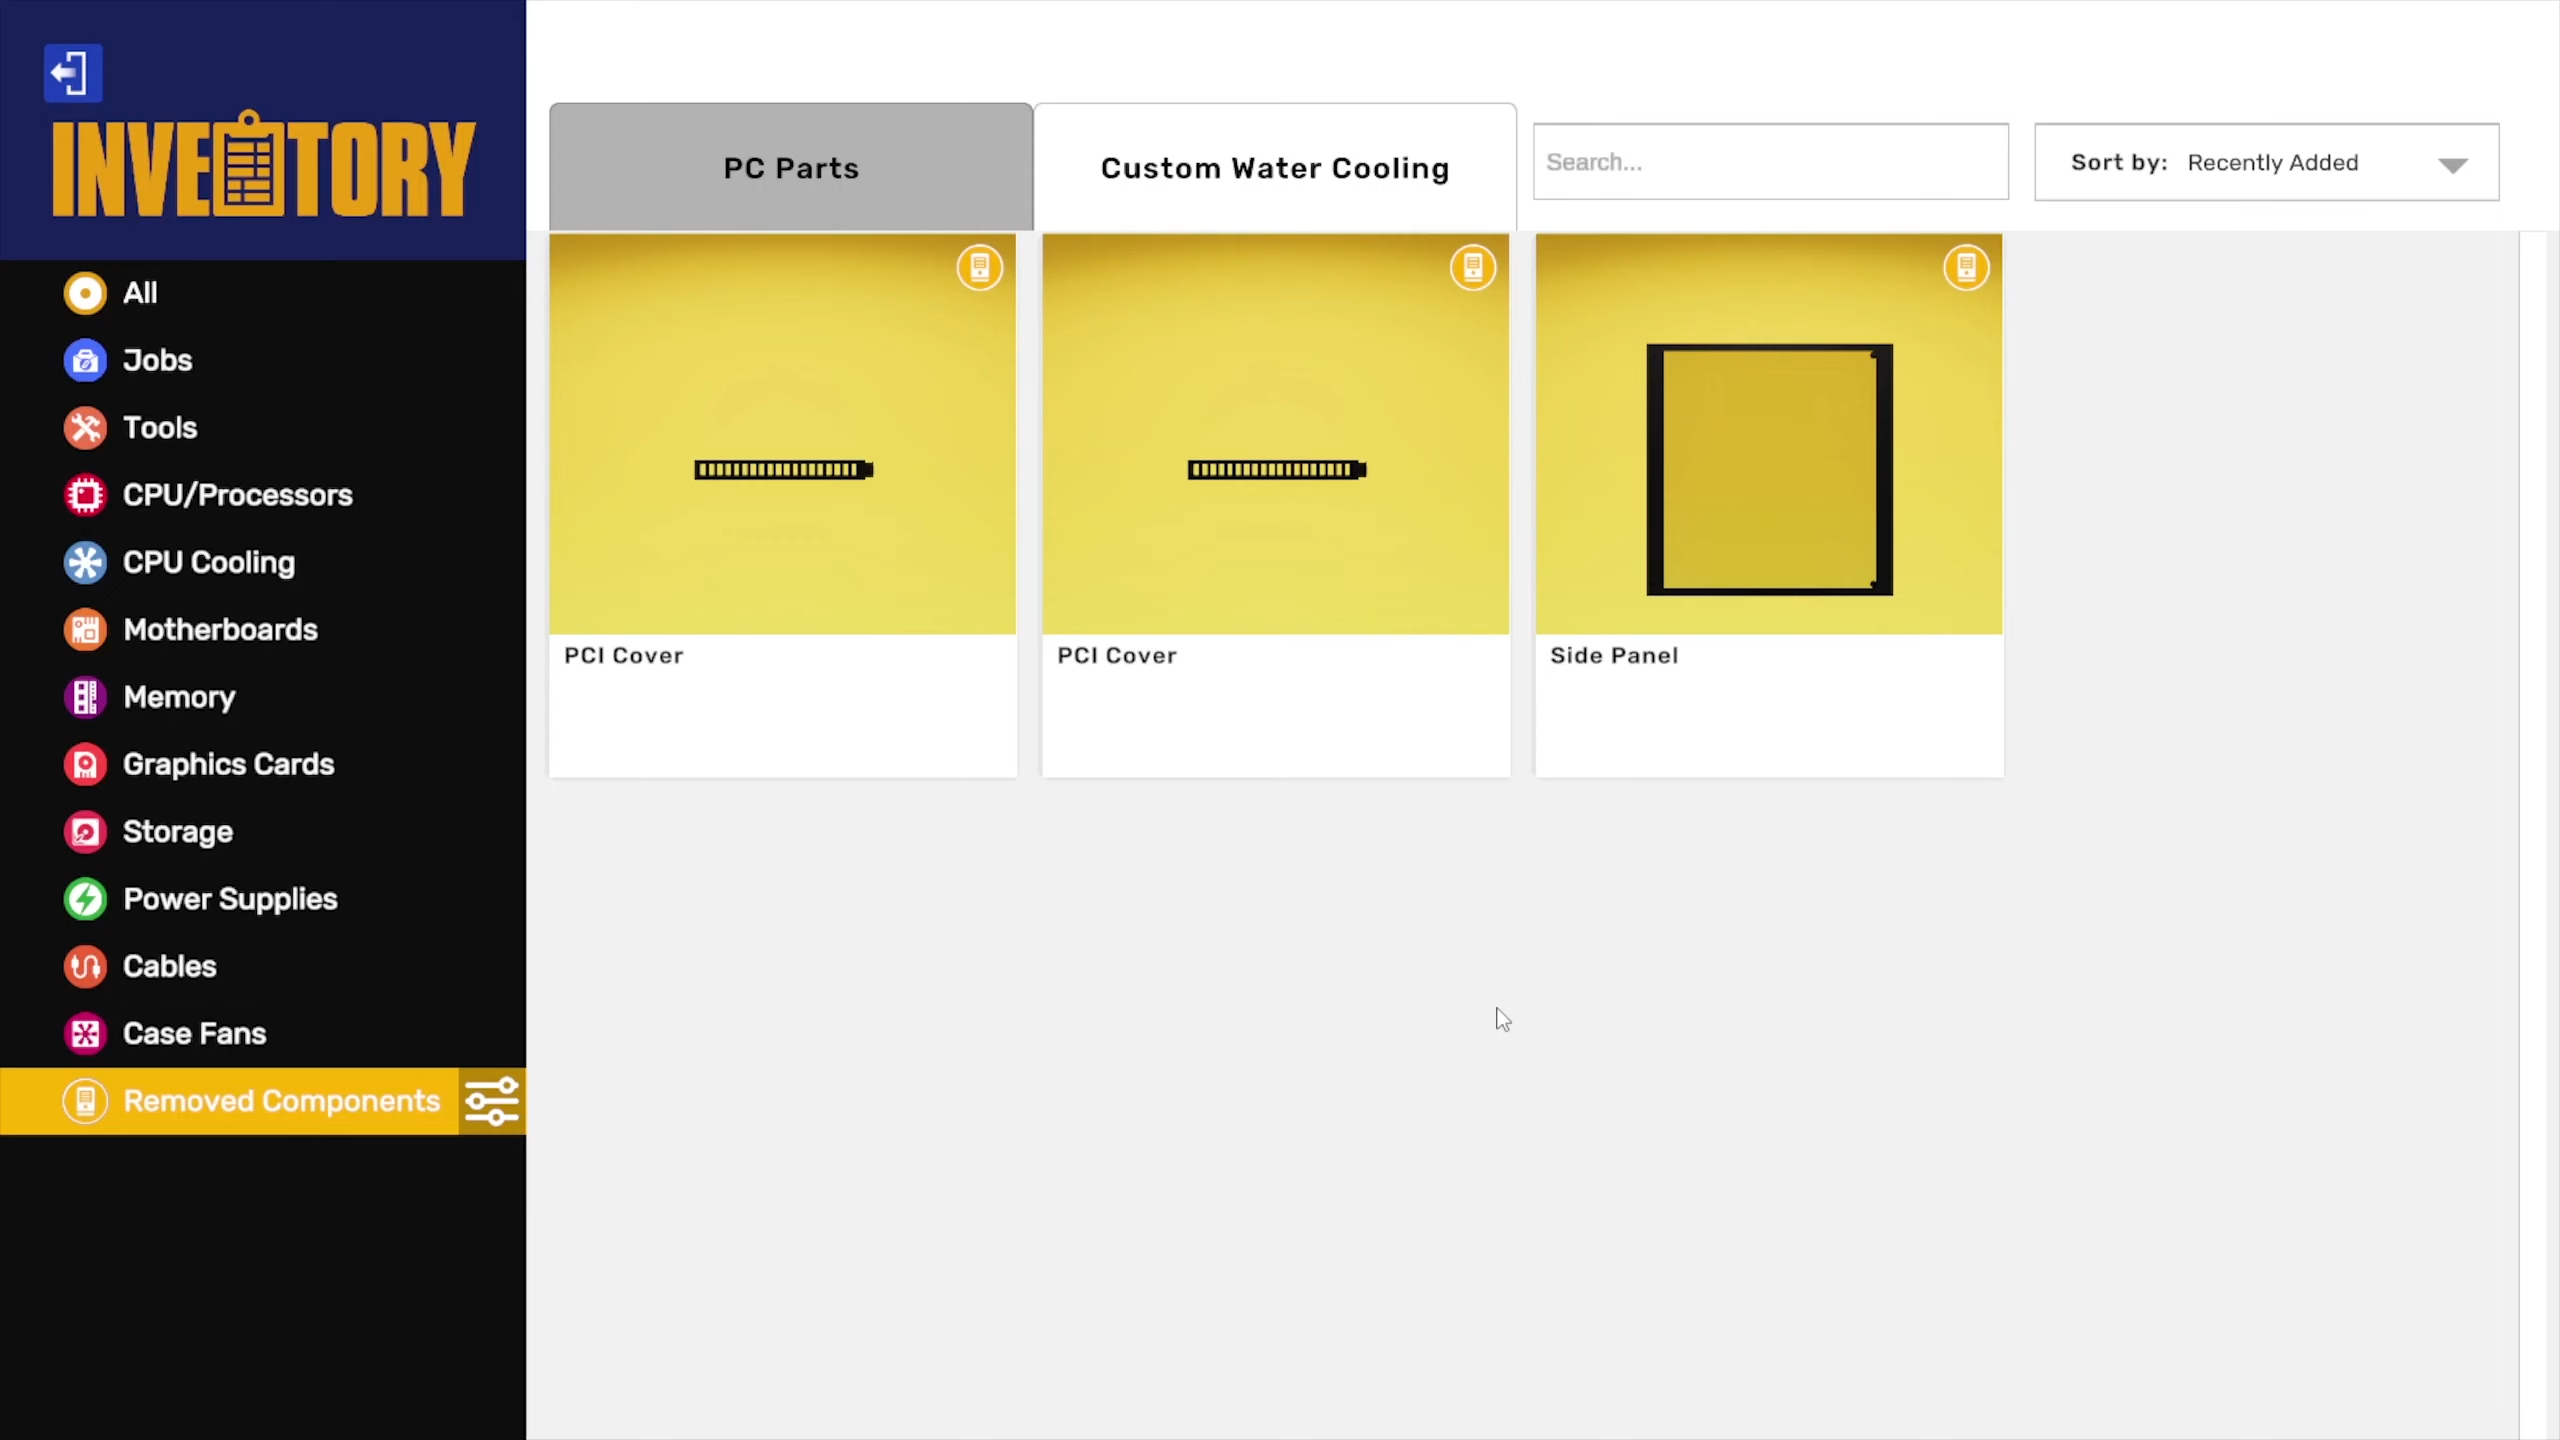 INVENTORY
All
Jobs
Tools
CPU/Processors
CPU Cooling
Motherboards
Memory
Graphics Cards
Storage
Power Supplies
Cables
Case Fans
Removed Components
PC Parts
Custom Water Cooling
Search...
Sort by: Recently Added
PCI Cover
PCI Cover
Side Panel